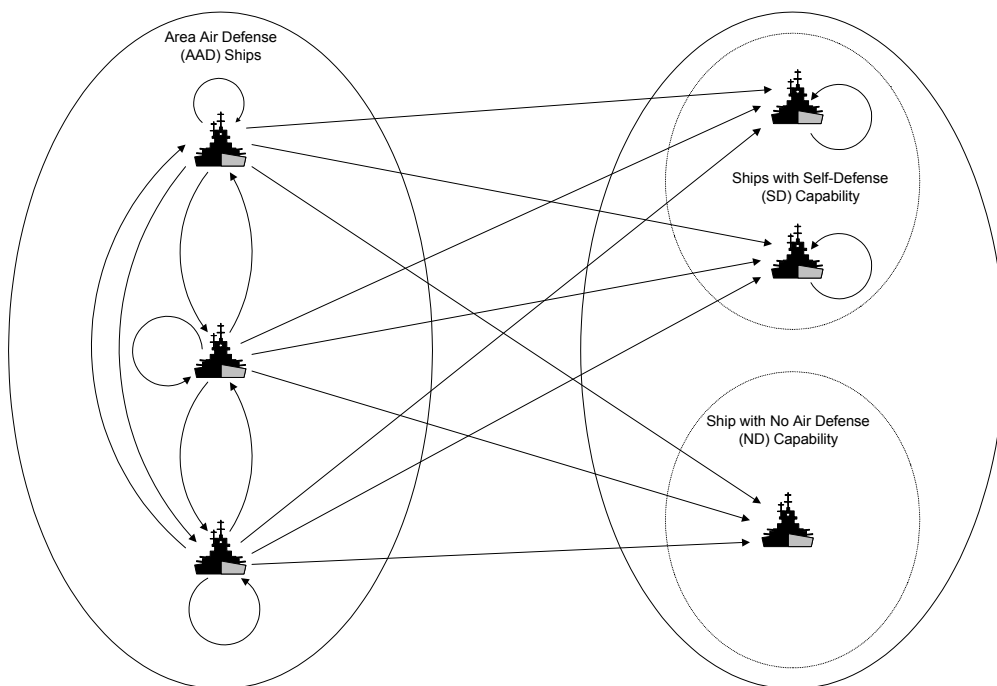 Area Air Defense
(AAD) Ships
Ships with Self-Defense
(SD) Capability
Ship with No Air Defense
(ND) Capability